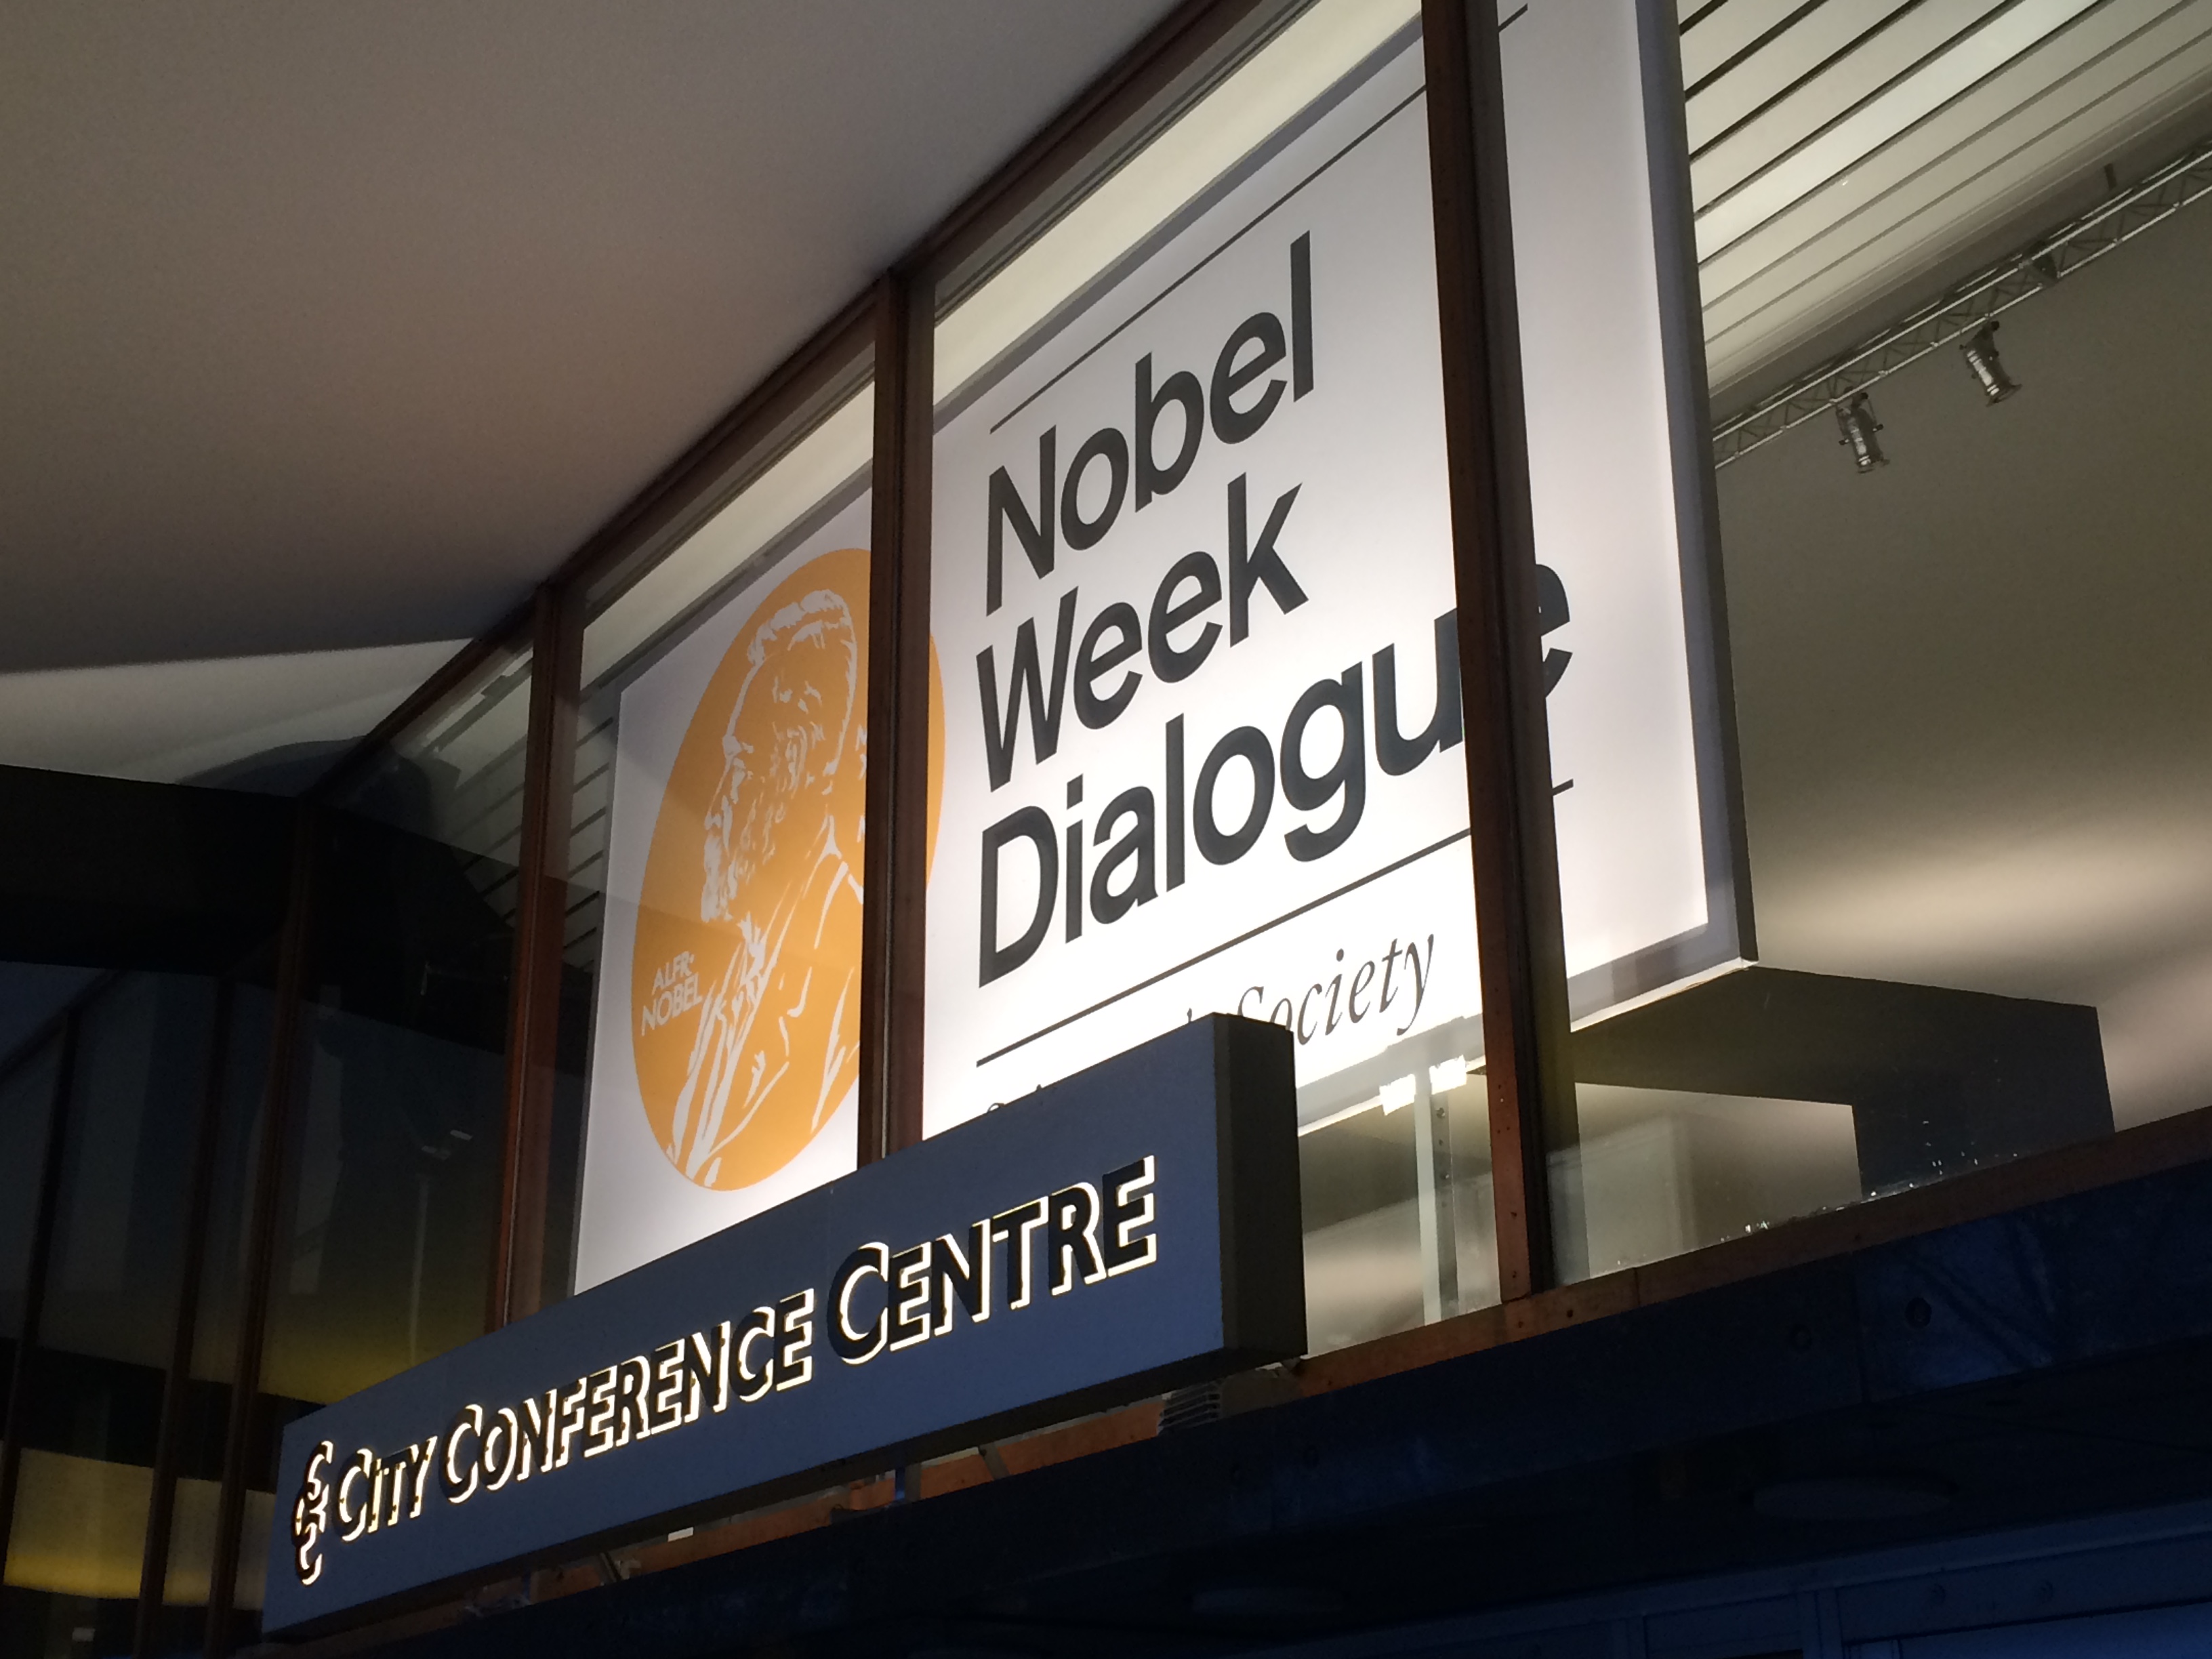 Nobel
Week
Dialogue
Society
ALFR·
NOBEL
CITY CONFERENCE CENTRE